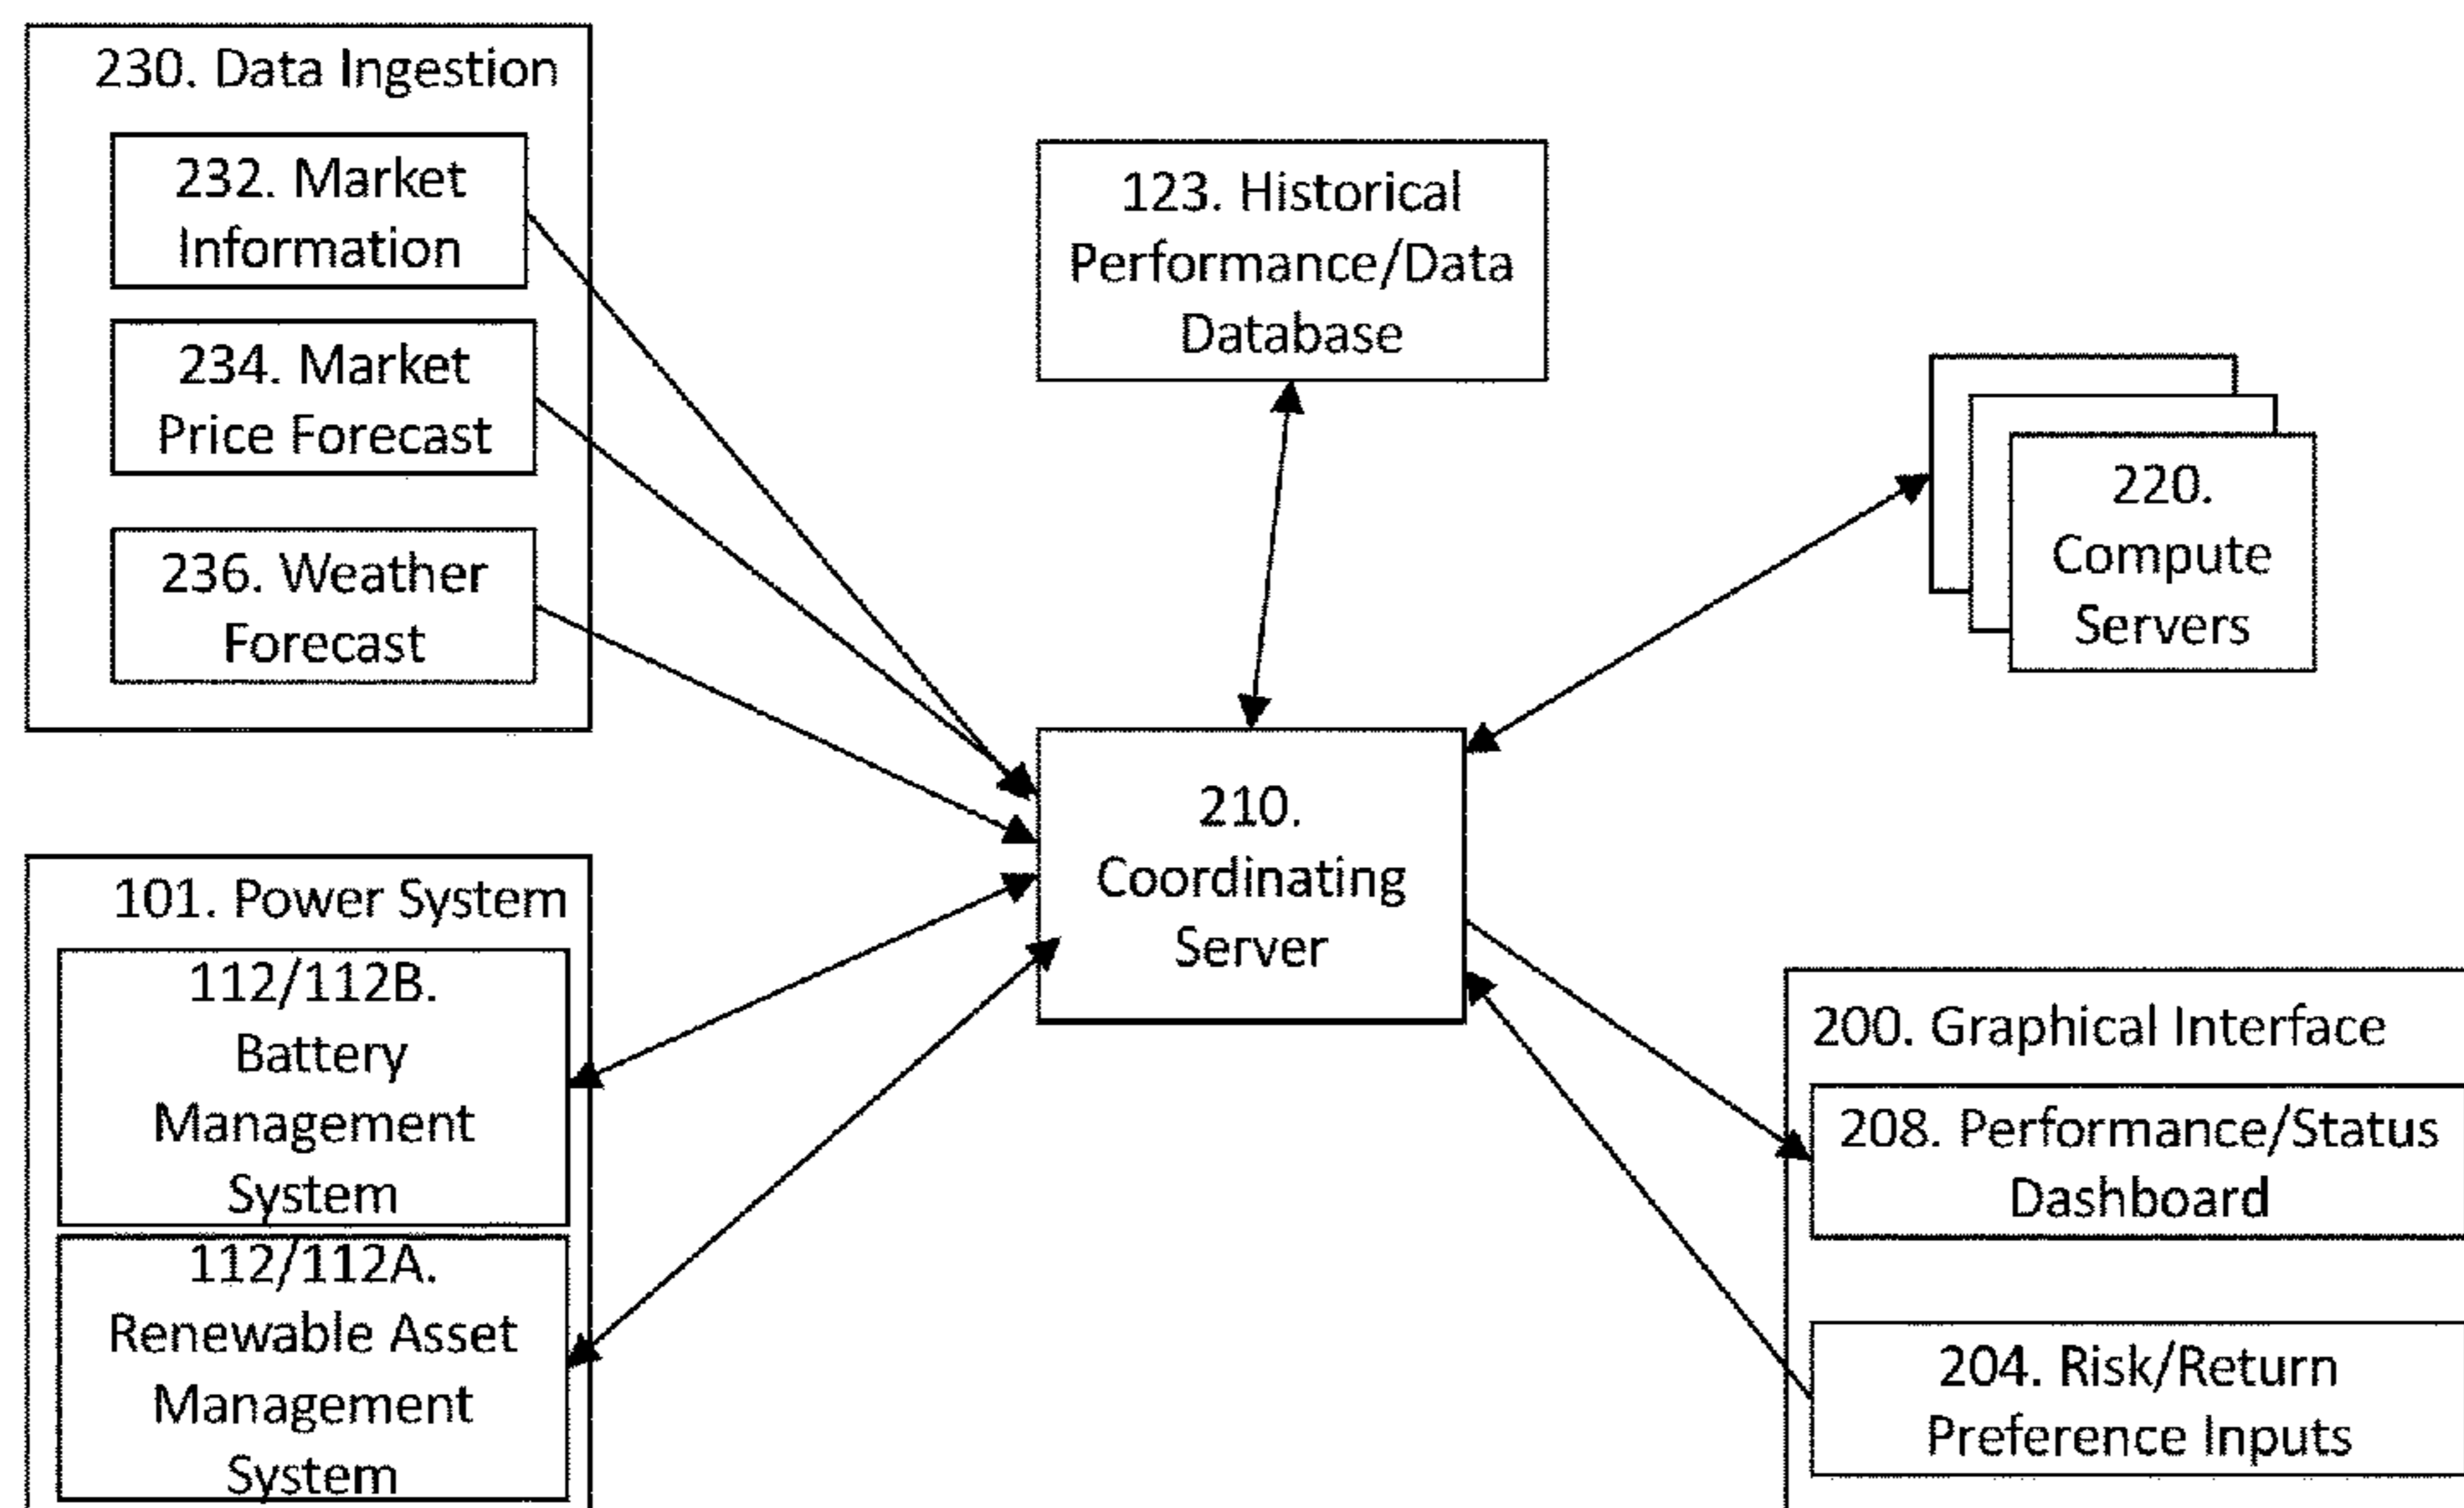 230. Data Ingestion
232. Market
Information
234. Market
Price Forecast
236. Weather
Forecast
123. Historical
Performance/Data
Database
220.
Compute
Servers
210.
Coordinating
Server
101. Power System
112/112B.
Battery
Management
System
112/112A.
Renewable Asset
Management
System
200. Graphical Interface
208. Performance/Status
Dashboard
204. Risk/Return
Preference Inputs